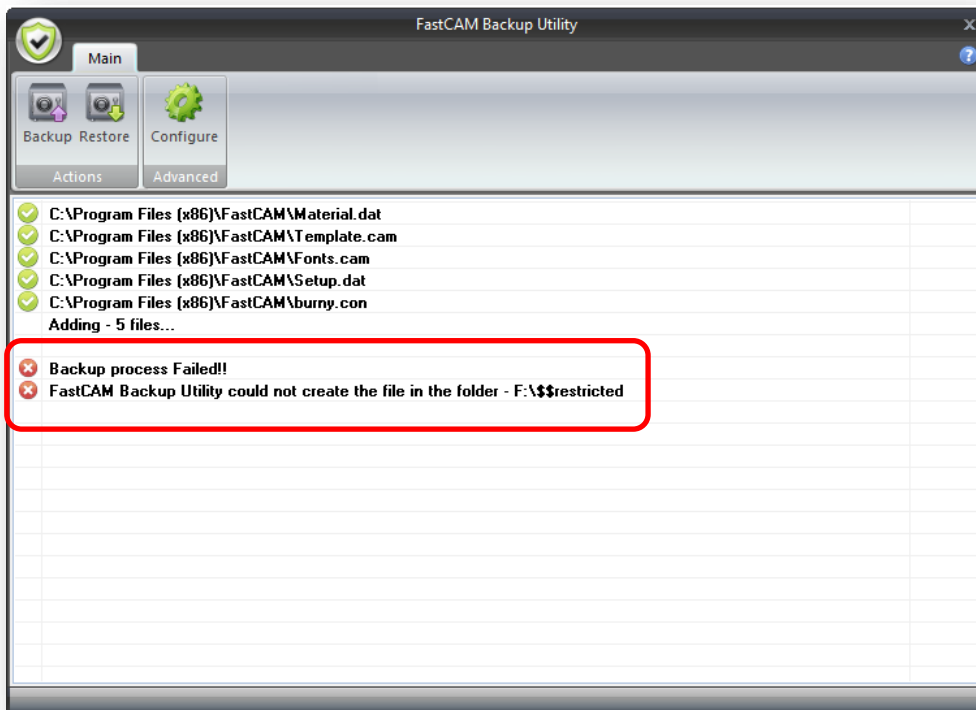 FastCAM Backup Utility
x
?
Main
Backup Restore Configure
Actions Advanced
C:\Program Files (x86)\FastCAM\Material.dat
C:\Program Files (x86)\FastCAM\Template.cam
C:\Program Files (x86)\FastCAM\Fonts.cam
C:\Program Files (x86)\FastCAM\Setup.dat
C:\Program Files (x86)\FastCAM\burny.con
Adding - 5 files...
Backup process Failed!!
FastCAM Backup Utility could not create the file in the folder - F:\$$restricted